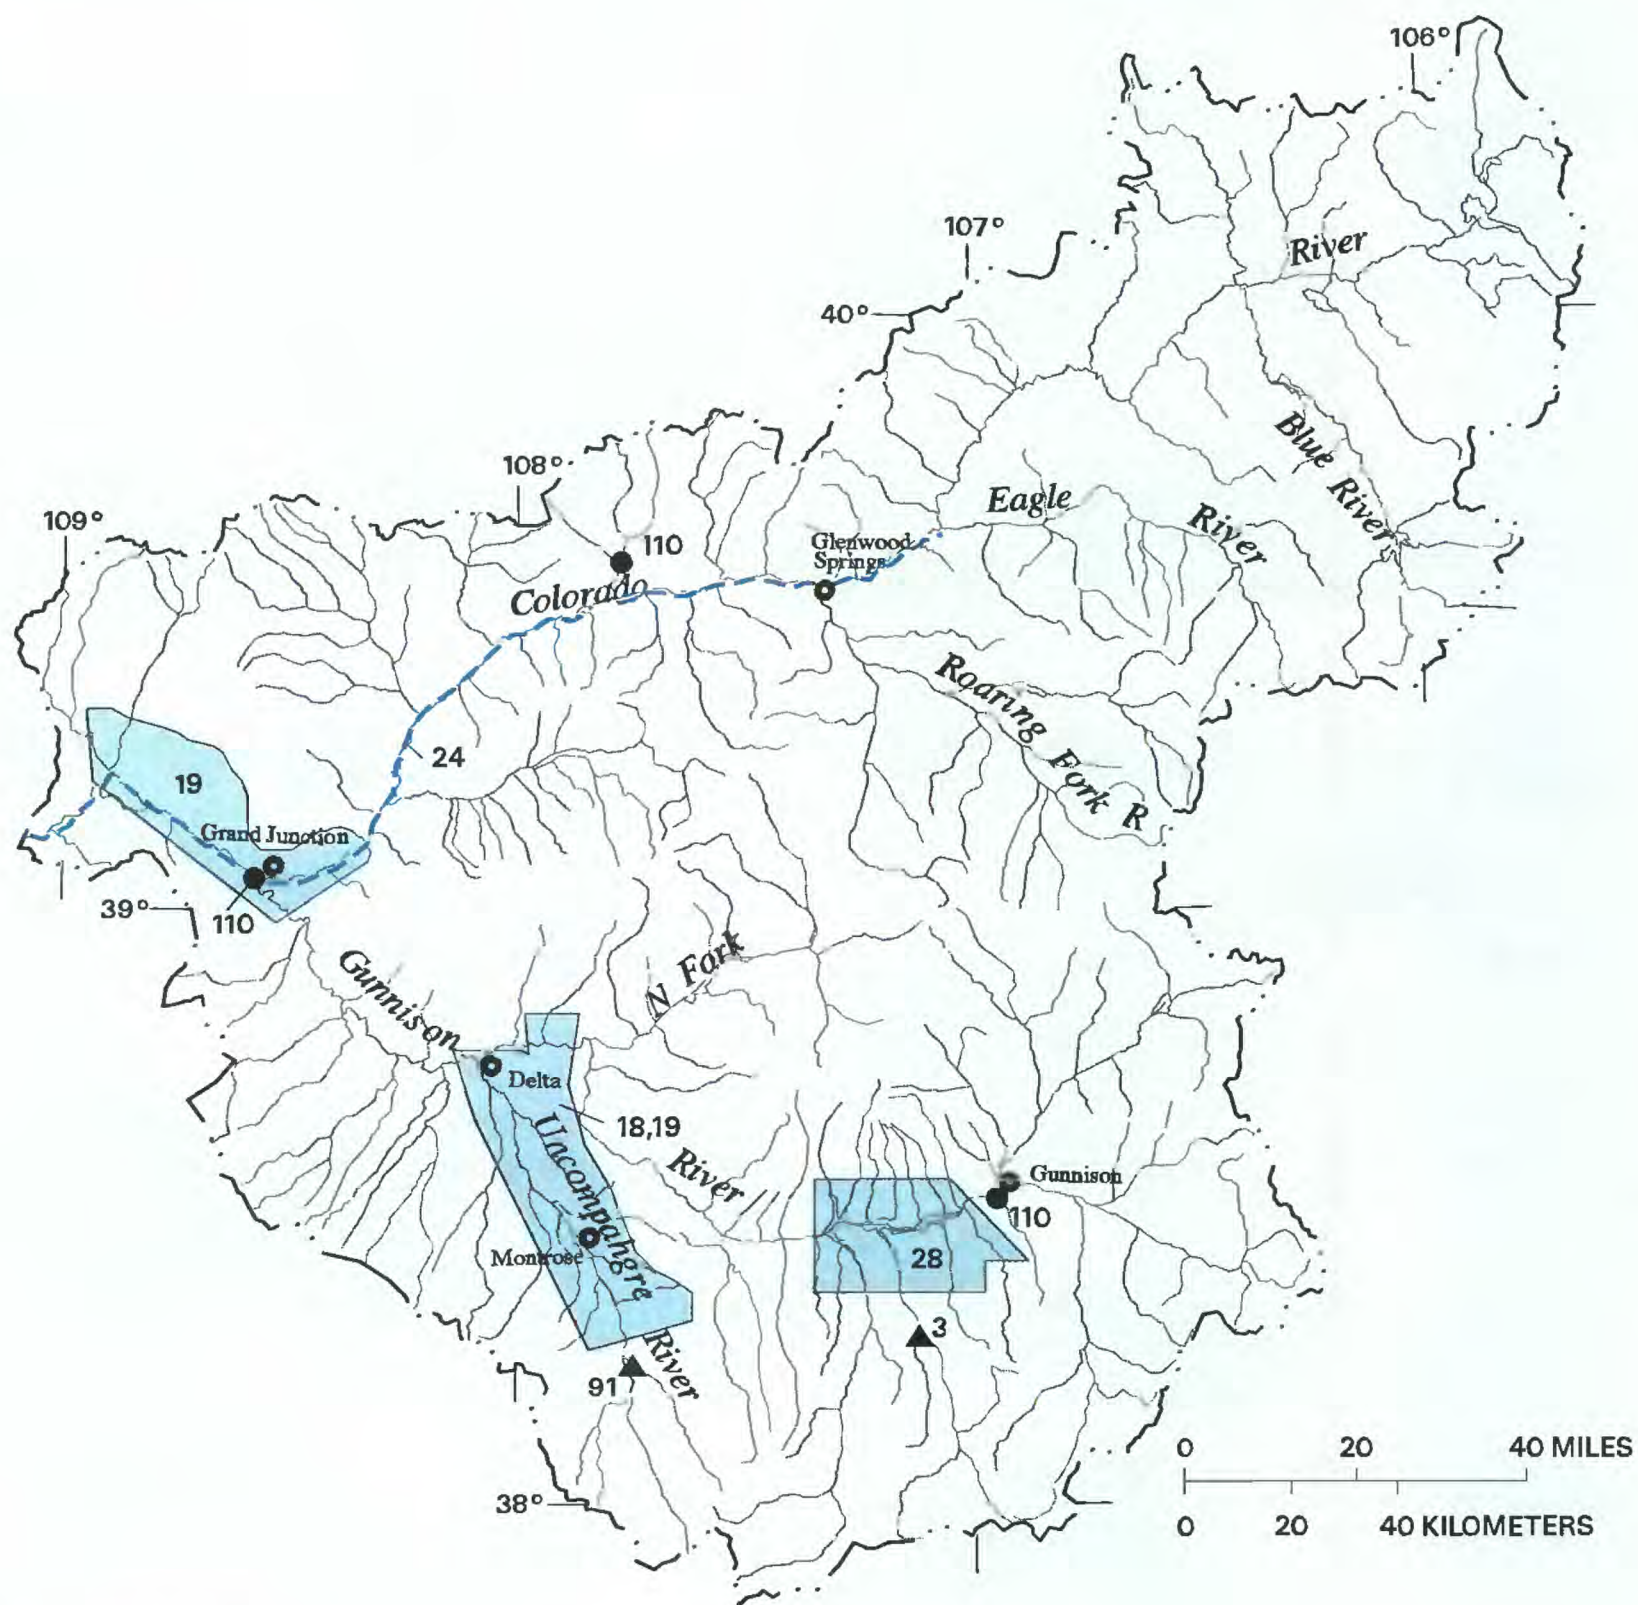 106°
107°
River
40°
Blue River
108°
Eagle
River
109°
110
Glenwood
Springs
Colorado
Roaring Fork R
24
19
Grand Junction
39°
110
N Fork
Gunnison
Delta
18,19
Uncompahgre
River
Gunnison
110
Montrose
28
3
River
91
0 20 40 MILES
38°
0 20 40 KILOMETERS